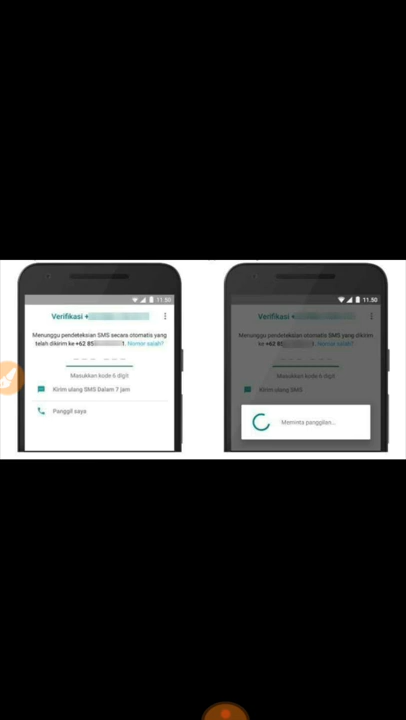 11.50
Verifikasi +
Menunggu pendeteksian SMS secara otomatis yang
telah dikirim ke +62 85 1. Nomor salah?
Masukkan kode 6 digit
Kirim ulang SMS Dalam 7 jam
Panggil saya
11.50
Verifikasi +
Menunggu pendeteksian otomatis SMS yang dikirim
ke +62 85 1. Nomor salah?
Masukkan kode 6 digit
Kirim ulang SMS
Meminta panggilan...